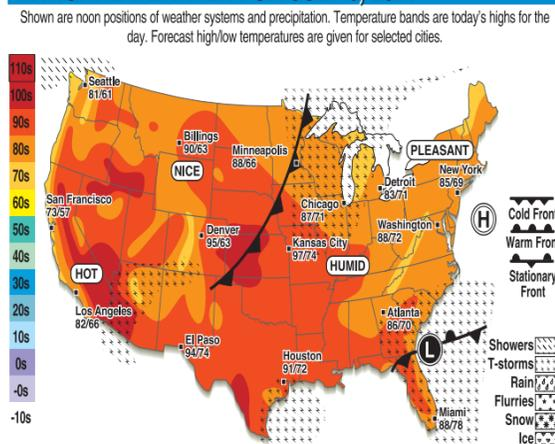 Shown are noon positions of weather systems and precipitation. Temperature bands are today's highs for the
day. Forecast high/low temperatures are given for selected cities.
110s
100s
90s
80s
70s
60s
50s
40s
30s
20s
10s
0s
-0s
-10s
Seattle
81/61
Billings
90/63
Minneapolis
88/66
PLEASANT
NICE
New York
85/69
Detroit
83/71
San Francisco
73/57
Chicago
87/71
Washington
88/72
H
Cold Fron
Warm Fron
Stationary
Front
Denver
95/63
Kansas City
97/74
HUMID
HOT
Los Angeles
82/66
Atlanta
86/70
El Paso
94/74
Houston
91/72
L
Miami
88/78
Showers
T-storms
Rain
Flurries
Snow
Ice